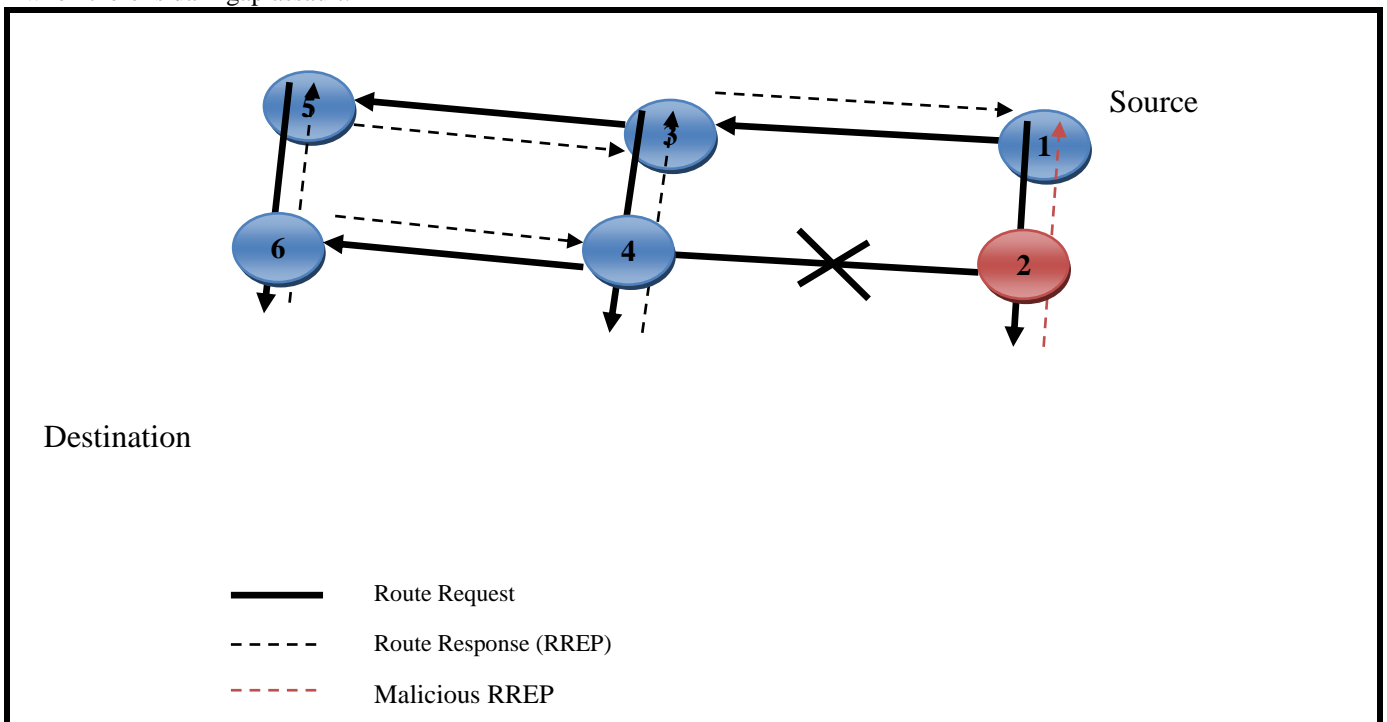 5
3
1
Source
6
4
2
Destination
Route Request
Route Response (RREP)
Malicious RREP